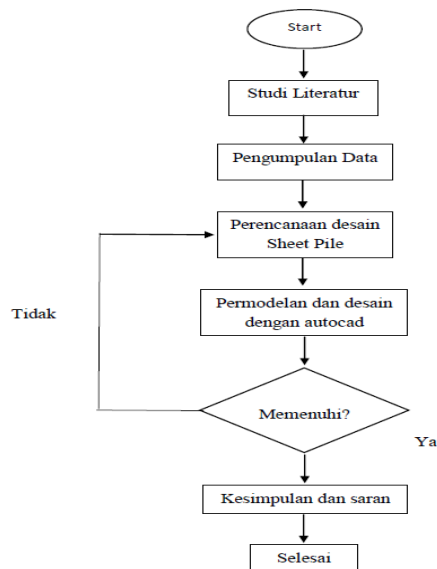 Start
Studi Literatur
Pengumpulan Data
Perencanaan desain
Sheet Pile
Tidak
Permodelan dan desain
dengan autocad
Memenuhi?
Ya
Kesimpulan dan saran
Selesai